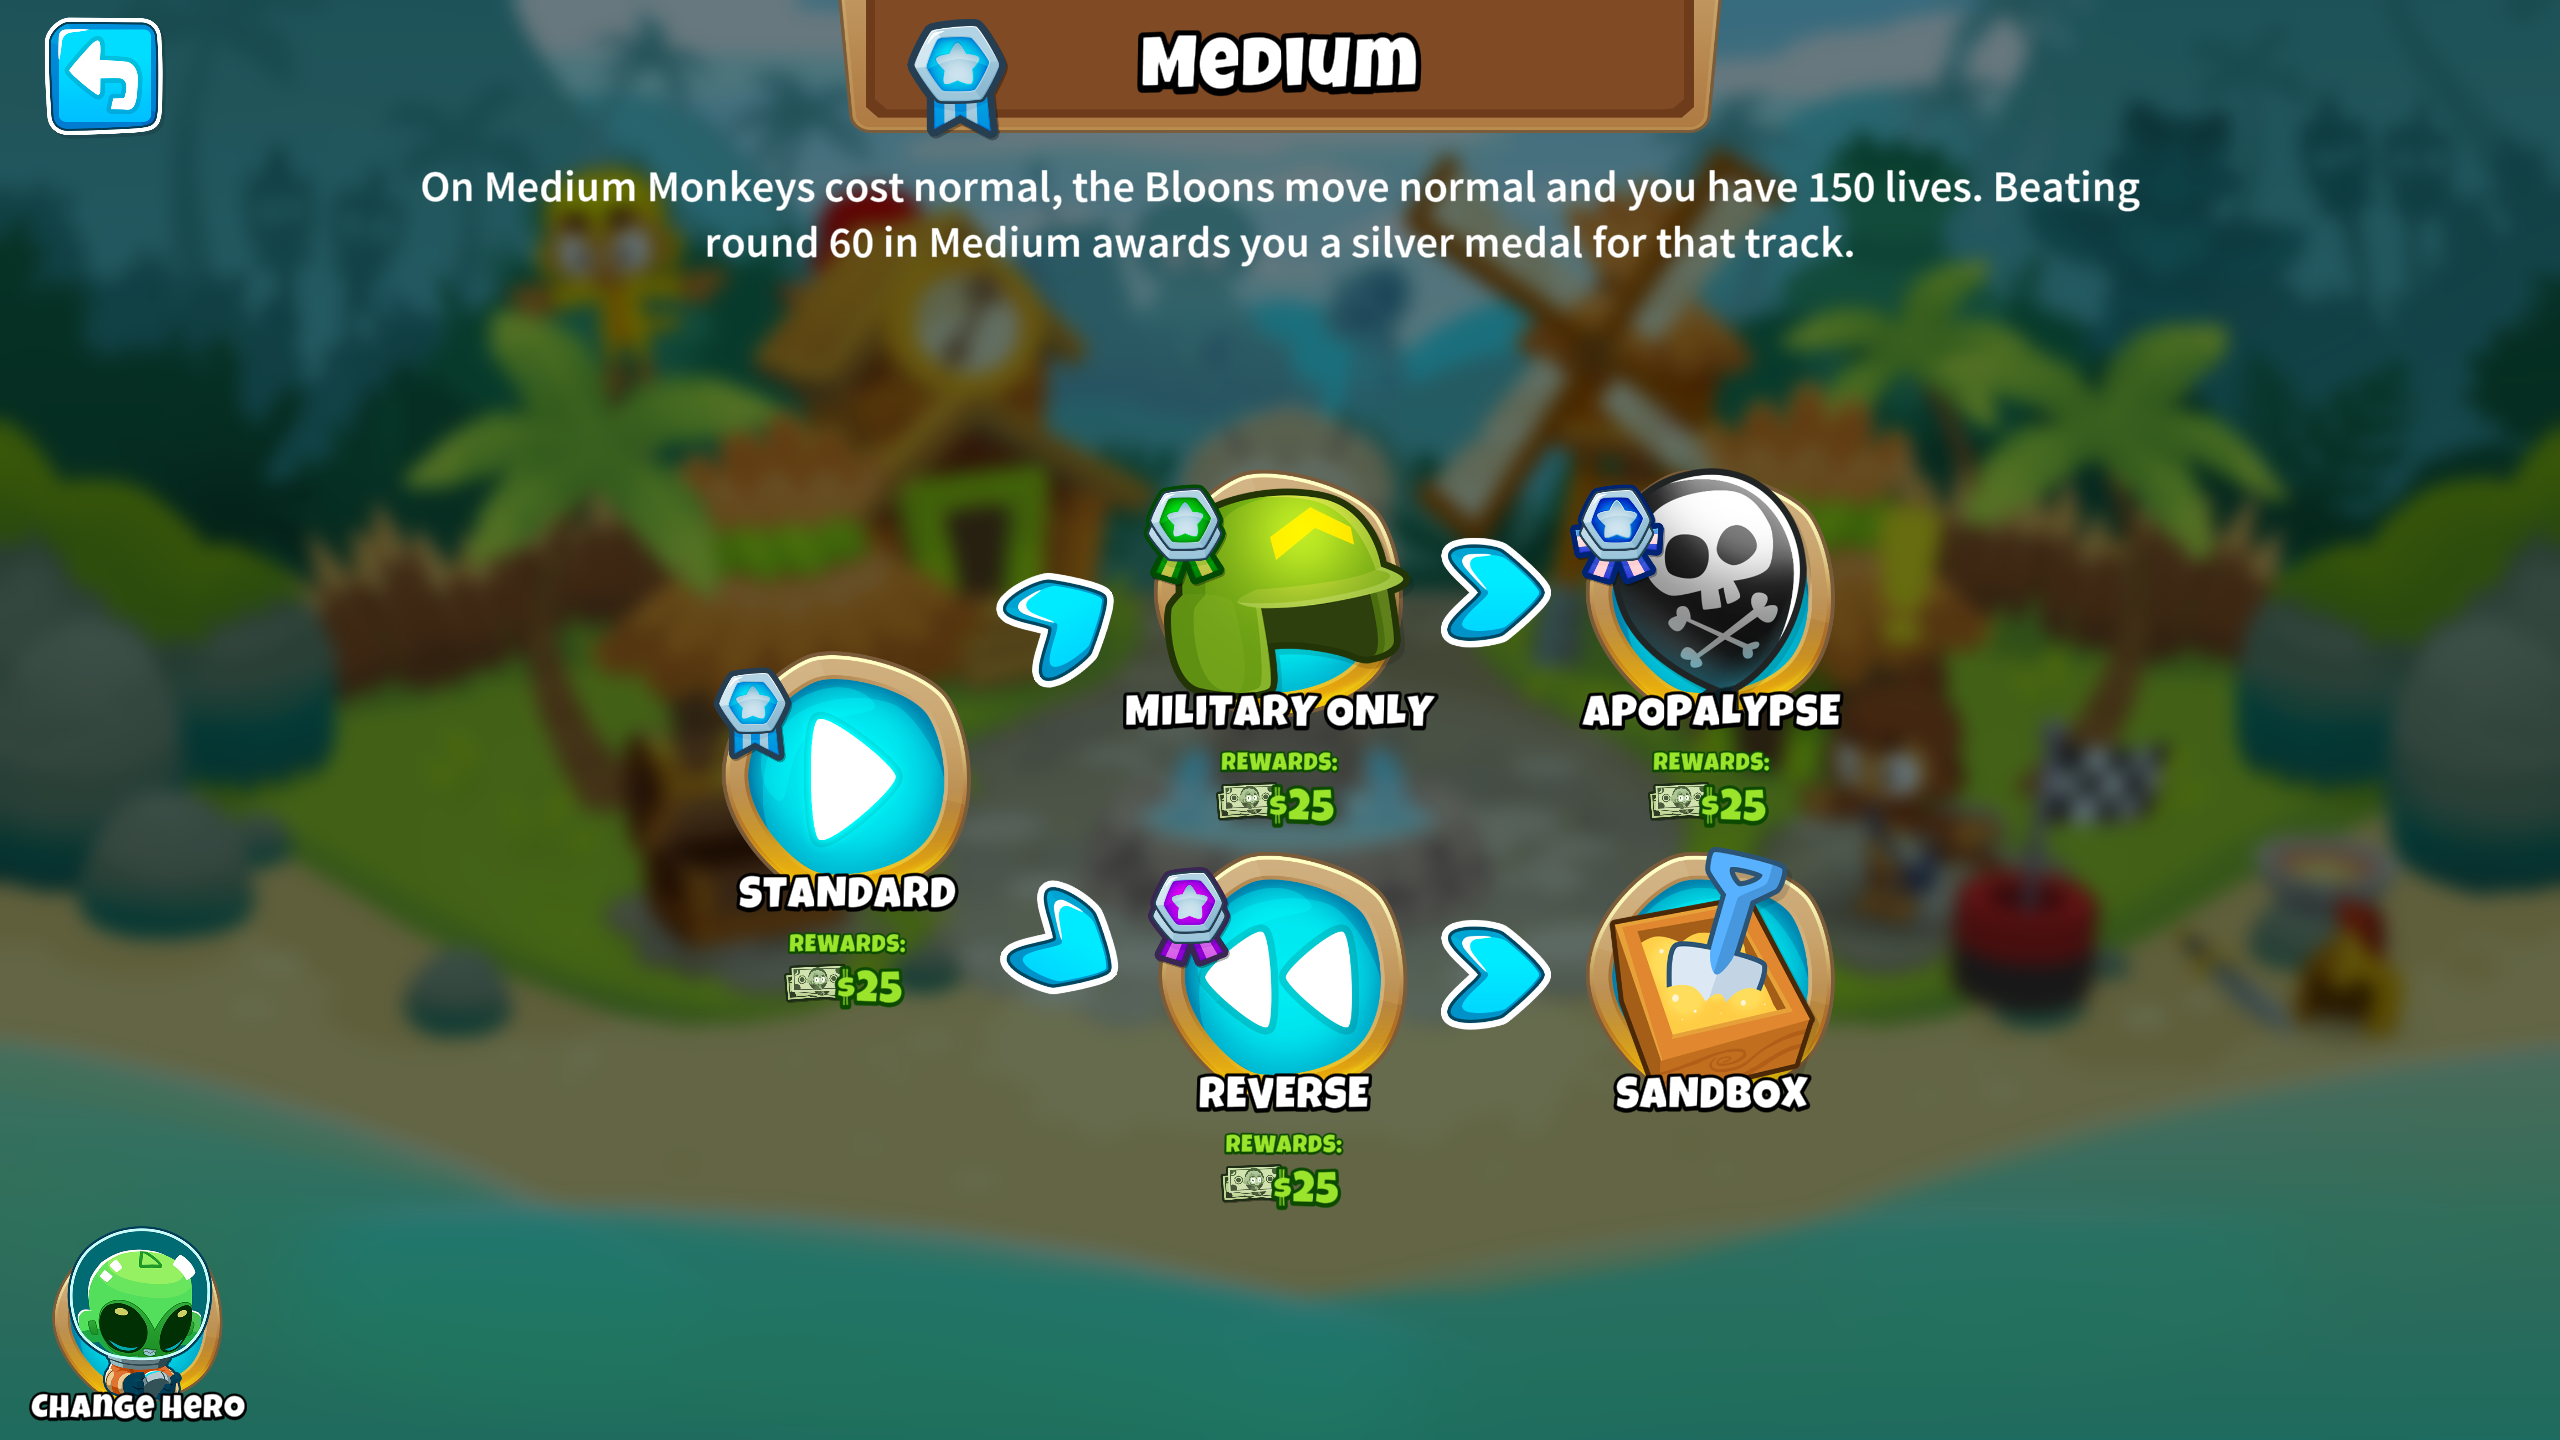 Medium
On Medium Monkeys cost normal, the Bloons move normal and you have 150 lives. Beating
round 60 in Medium awards you a silver medal for that track.
STANDARD
REWARDS:
$25
MILITARY ONLY
REWARDS:
$25
APOPALYPSE
REWARDS:
$25
REVERSE
REWARDS:
$25
SANDBOX
CHANGE HERO